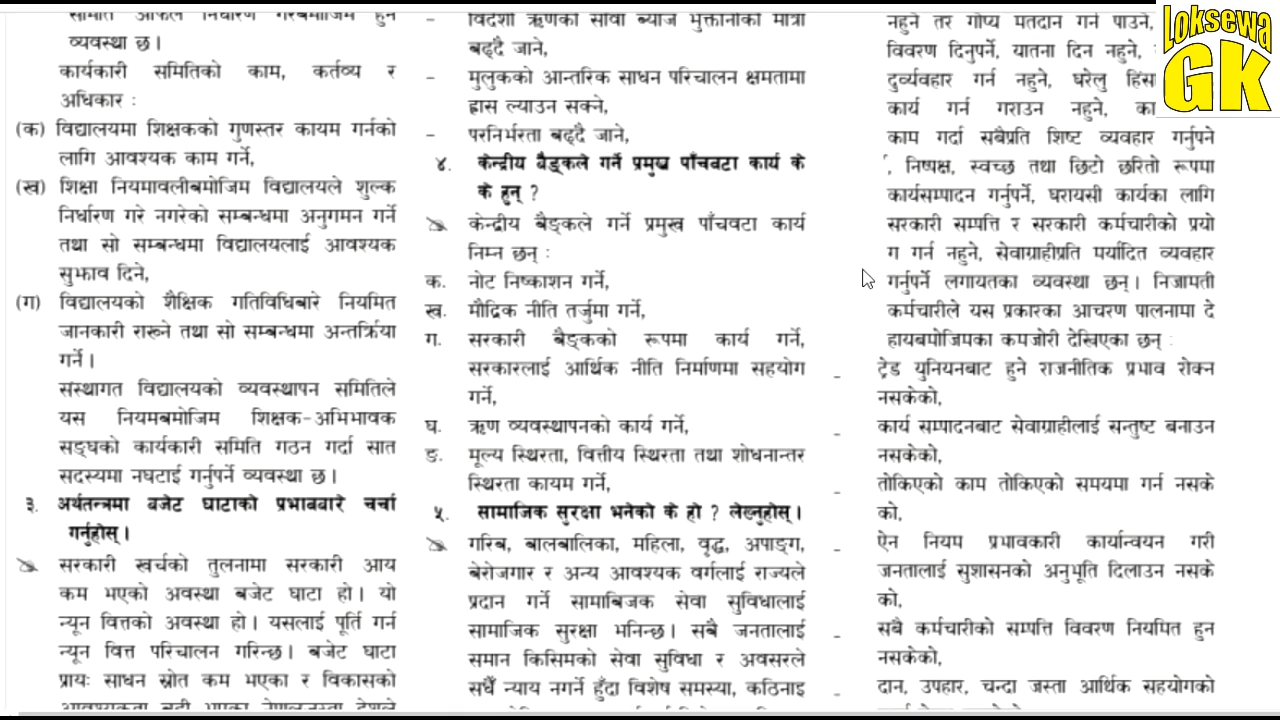 समिति आफैले निर्धारण गरेबमोजिम हुने
व्यवस्था छ।
कार्यकारी समितिको काम, कर्तव्य र
अधिकार :
(क) विद्यालयमा शिक्षकको गुणस्तर कायम गर्नको
लागि आवश्यक काम गर्ने,
(ख) शिक्षा नियमावलीबमोजिम विद्यालयले शुल्क
निर्धारण गरे नगरेको सम्बन्धमा अनुगमन गर्ने
तथा सो सम्बन्धमा विद्यालयलाई आवश्यक
सुझाव दिने,
(ग) विद्यालयको शैक्षिक गतिविधिबारे नियमित
जानकारी राख्ने तथा सो सम्बन्धमा अन्तर्क्रिया
गर्ने।
संस्थागत विद्यालयको व्यवस्थापन समितिले
यस नियमबमोजिम शिक्षक-अभिभावक
सङ्घको कार्यकारी समिति गठन गर्दा सात
सदस्यमा नघटाई गर्नुपर्ने व्यवस्था छ।
३. अर्थतन्त्रमा बजेट घाटाको प्रभावबारे चर्चा
गर्नुहोस्।
सरकारी खर्चको तुलनामा सरकारी आय
कम भएको अवस्था बजेट घाटा हो। यो
न्यून वित्तको अवस्था हो। यसलाई पूर्ति गर्न
न्यून वित्त परिचालन गरिन्छ। बजेट घाटा
प्रायः साधन स्रोत कम भएका र विकासको
- विदेशी ऋणको साँवा ब्याज भुक्तानीको मात्रा
बढ्दै जाने,
- मुलुकको आन्तरिक साधन परिचालन क्षमतामा
ह्रास ल्याउन सक्ने,
- परनिर्भरता बढ्दै जाने,
४. केन्द्रीय बैङ्कले गर्ने प्रमुख पाँचवटा कार्य के
के हुन् ?
केन्द्रीय बैङ्कले गर्ने प्रमुख पाँचवटा कार्य
निम्न छन् :
क. नोट निष्काशन गर्ने,
ख. मौद्रिक नीति तर्जुमा गर्ने,
ग. सरकारी बैङ्कको रूपमा कार्य गर्ने,
सरकारलाई आर्थिक नीति निर्माणमा सहयोग
गर्ने,
घ. ऋण व्यवस्थापनको कार्य गर्ने,
ङ. मूल्य स्थिरता, वित्तीय स्थिरता तथा शोधनान्तर
स्थिरता कायम गर्ने,
५. सामाजिक सुरक्षा भनेको के हो ? लेख्नुहोस्।
गरिब, बालबालिका, महिला, वृद्ध, अपाङ्ग,
बेरोजगार र अन्य आवश्यक वर्गलाई राज्यले
प्रदान गर्ने सामाबिजक सेवा सुविधालाई
सामाजिक सुरक्षा भनिन्छ। सबै जनतालाई
समान किसिमको सेवा सुविधा र अवसरले
सधैँ न्याय नगर्ने हुँदा विशेष समस्या, कठिनाइ
नहुने तर गोप्य मतदान गर्न पाउने,
विवरण दिनुपर्ने, यातना दिन नहुने,
दुर्व्यवहार गर्न नहुने, घरेलु हिंसा
कार्य गर्न गराउन नहुने, का
काम गर्दा सबैप्रति शिष्ट व्यवहार गर्नुपने
, निष्पक्ष, स्वच्छ तथा छिटो छरितो रूपमा
कार्यसम्पादन गर्नुपर्ने, घरायसी कार्यका लागि
सरकारी सम्पत्ति र सरकारी कर्मचारीको प्रयो
ग गर्न नहुने, सेवाग्राहीप्रति मर्यादित व्यवहार
गर्नुपर्ने लगायतका व्यवस्था छन्। निजामती
कर्मचारीले यस प्रकारका आचरण पालनामा दे
हायबमोजिमका कमजोरी देखिएका छन् :
- ट्रेड युनियनबाट हुने राजनीतिक प्रभाव रोक्न
नसकेको,
- कार्य सम्पादनबाट सेवाग्राहीलाई सन्तुष्ट बनाउन
नसकेको,
- तोकिएको काम तोकिएको समयमा गर्न नसके
को,
- ऐन नियम प्रभावकारी कार्यान्वयन गरी
जनतालाई सुशासनको अनुभूति दिलाउन नसके
को,
- सबै कर्मचारीको सम्पत्ति विवरण नियमित हुन
नसकेको,
- दान, उपहार, चन्दा जस्ता आर्थिक सहयोगको
Loksewa
GK